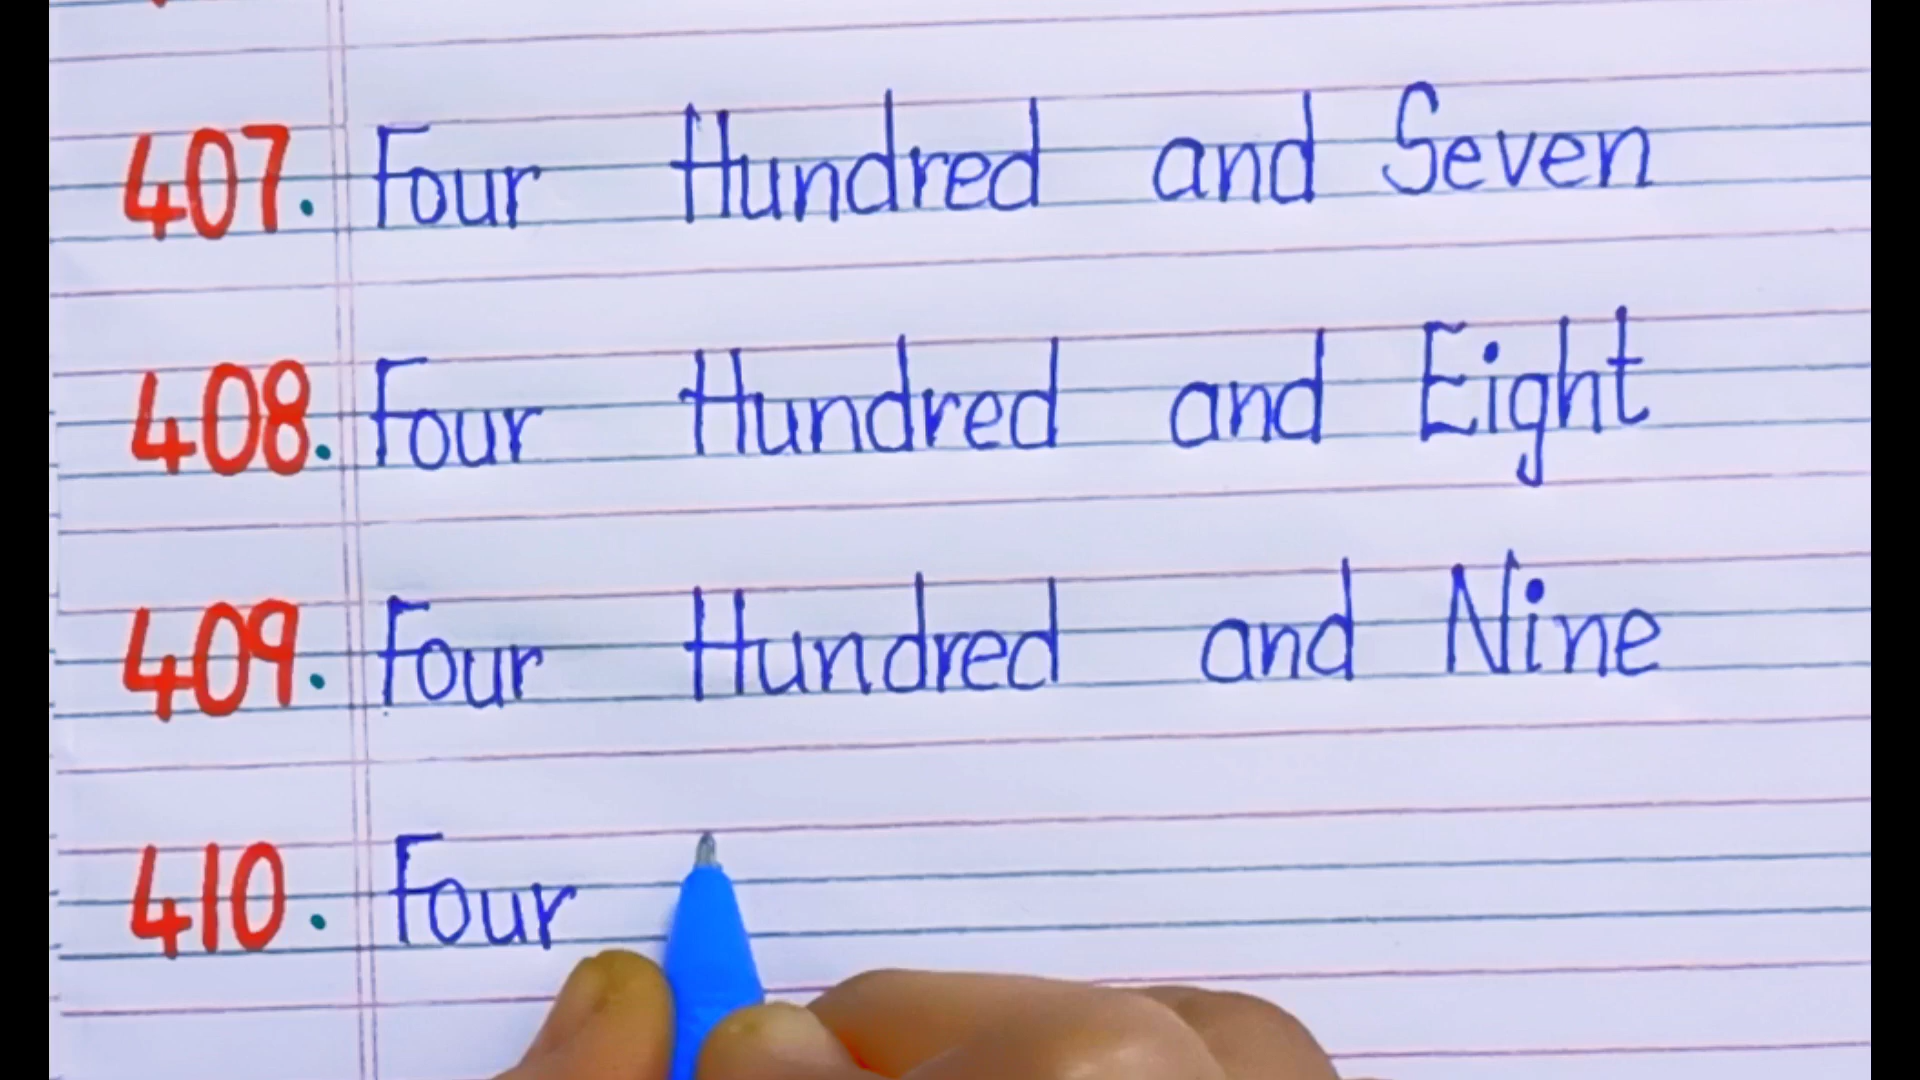 407. Four Hundred and Seven
408. Four Hundred and Eight
409. Four Hundred and Nine
410. Four